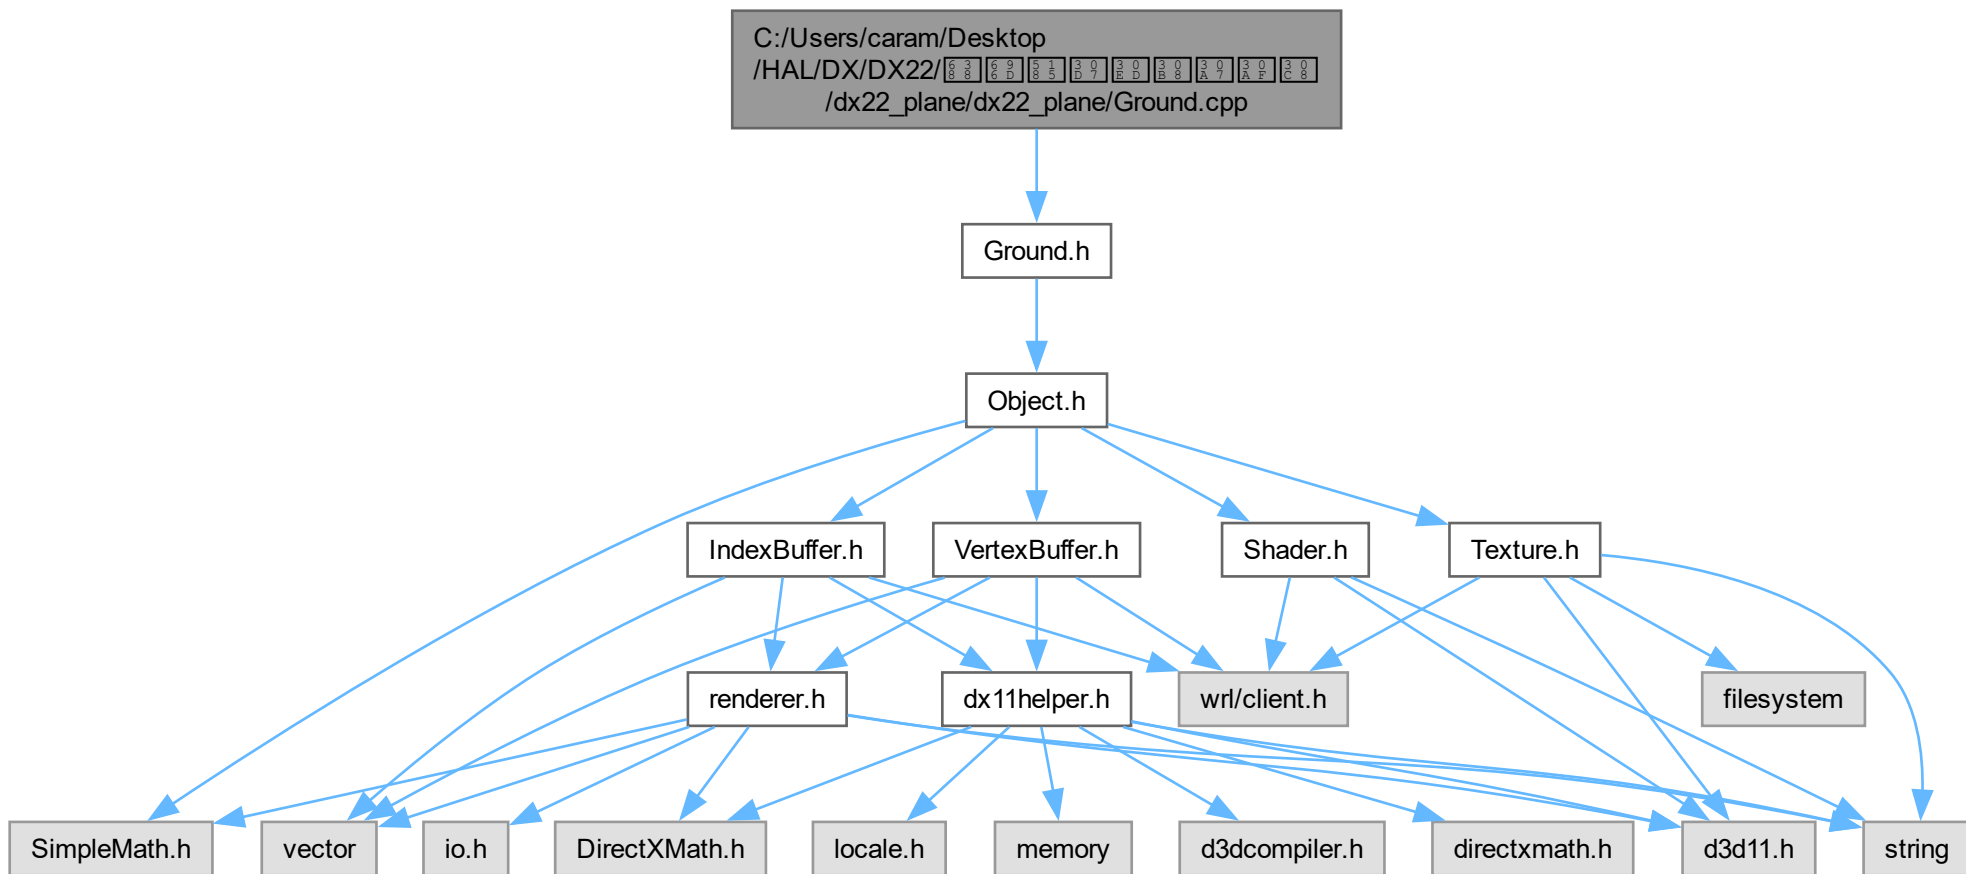 C:/Users/caram/Desktop
/HAL/DX/DX22/
/dx22_plane/dx22_plane/Ground.cpp
Ground.h
Object.h
IndexBuffer.h
VertexBuffer.h
Shader.h
Texture.h
renderer.h
dx11helper.h
wrl/client.h
filesystem
SimpleMath.h
vector
io.h
DirectXMath.h
locale.h
memory
d3dcompiler.h
directxmath.h
d3d11.h
string